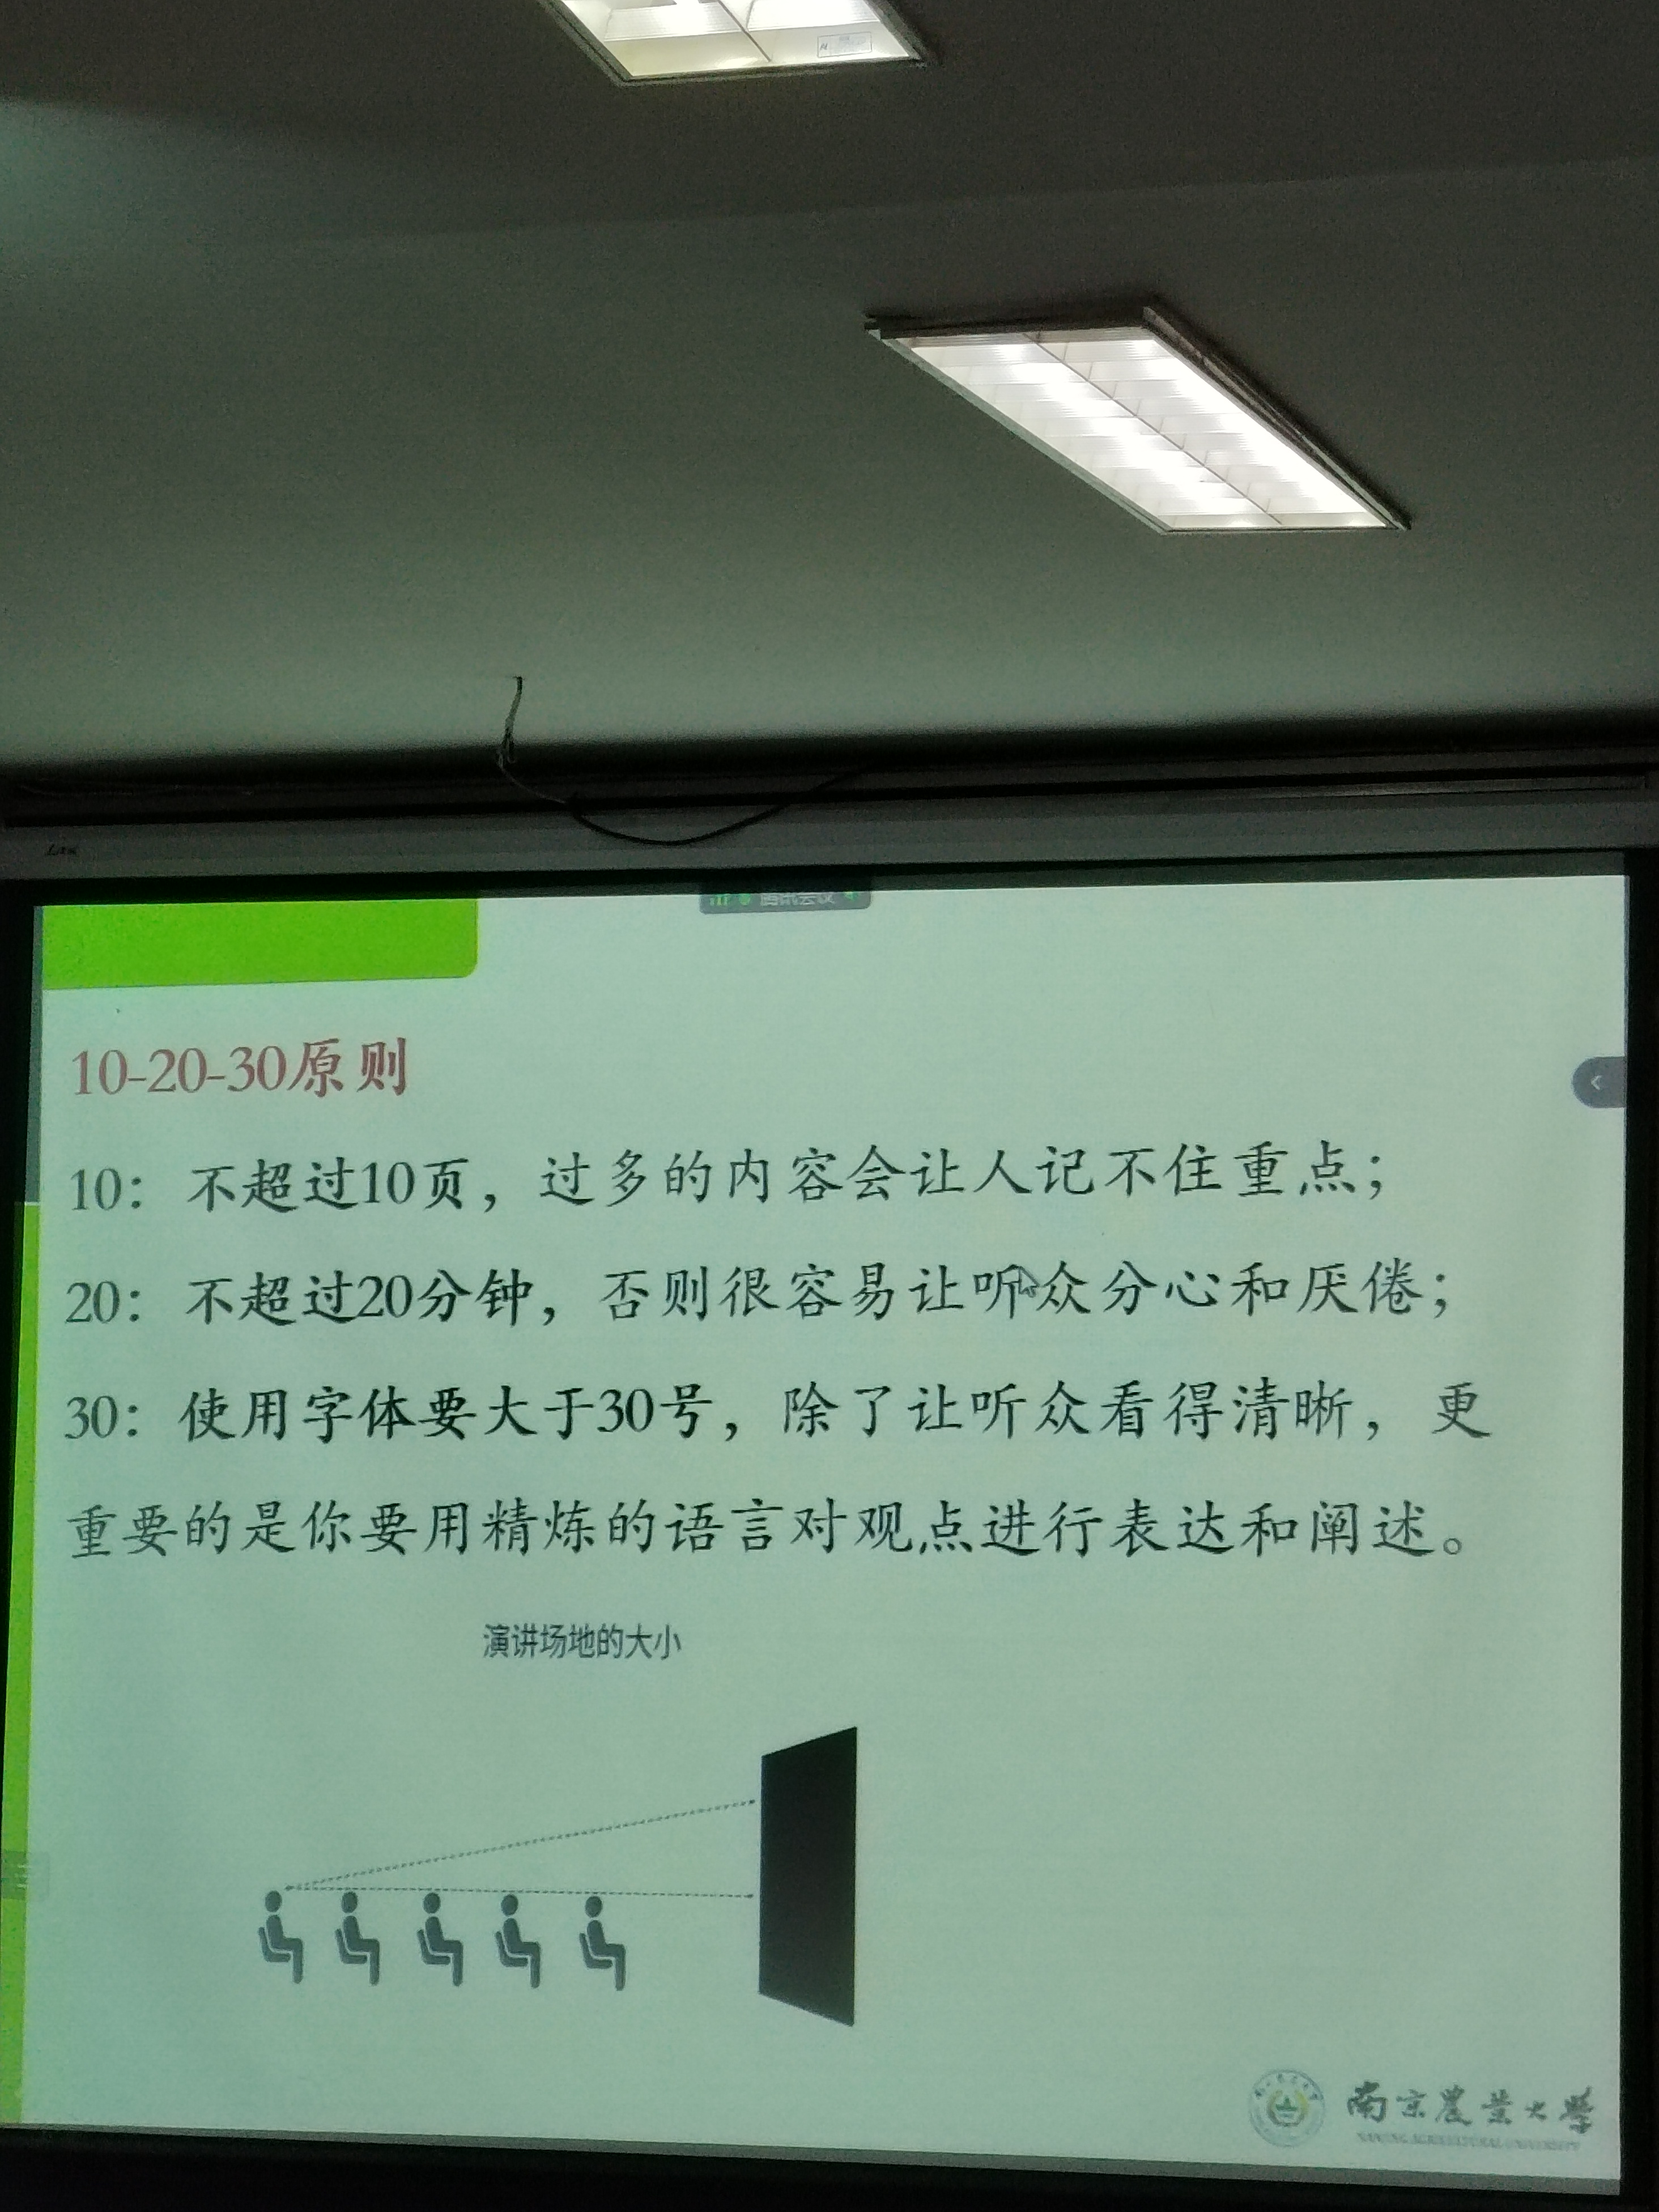 腾讯会议
10-20-30原则
10：不超过10页，过多的内容会让人记不住重点；
20：不超过20分钟，否则很容易让听众分心和厌倦；
30：使用字体要大于30号，除了让听众看得清晰，更
重要的是你要用精炼的语言对观点进行表达和阐述。
演讲场地的大小
南京農業大學
NANJING AGRICULTURAL UNIVERSITY